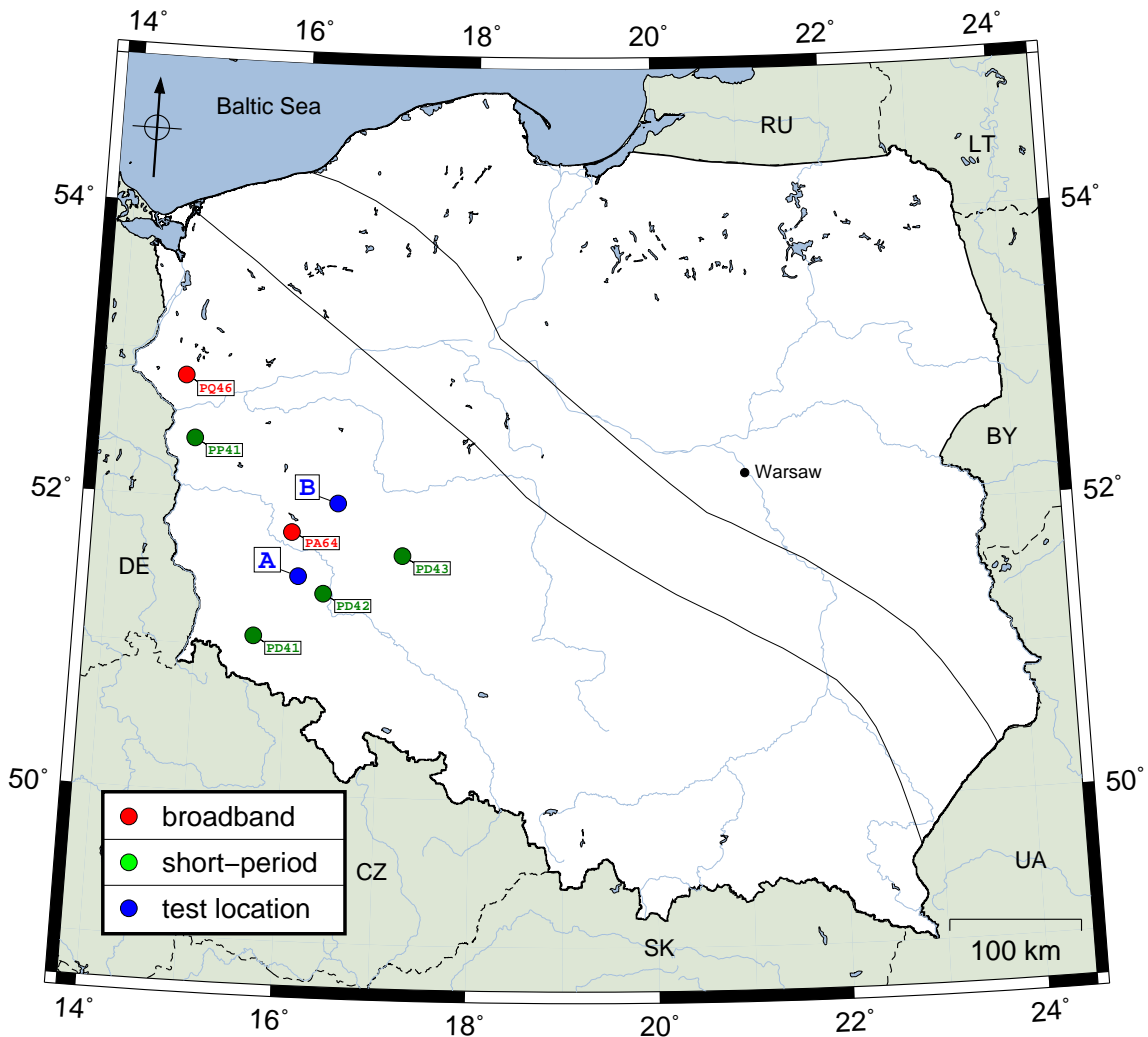 14° 16° 18° 20° 22° 24°
Baltic Sea
RU
LT
54° 54°
PQ46
BY
PP41
Warsaw
52° 52°
B
PA64
A
DE
PD43
PD42
PD41
50° 50°
broadband
short−period
test location
CZ
UA
SK
100 km
14° 16° 18° 20° 22° 24°